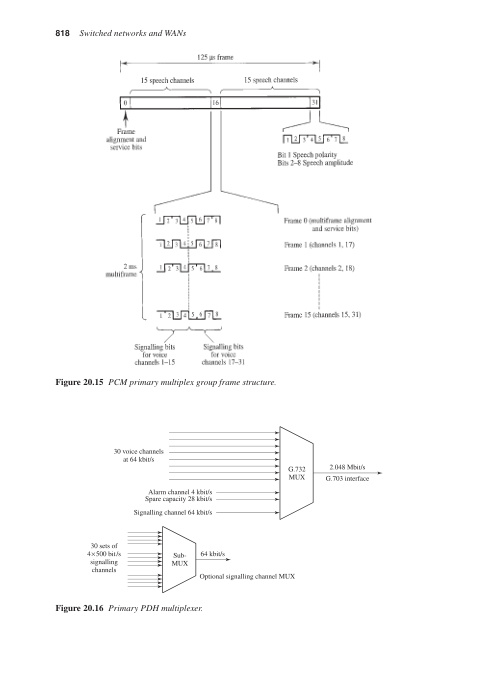 818 Switched networks and WANs
125 μs frame
15 speech channels 15 speech channels
0 16 31
Frame
alignment and
service bits
1 2 3 4 5 6 7 8
Bit 1 Speech polarity
Bits 2–8 Speech amplitude
1 2 3 4 5 6 7 8
Frame 0 (multiframe alignment
and service bits)
1 2 3 4 5 6 7 8
Frame 1 (channels 1, 17)
2 ms
multiframe
1 2 3 4 5 6 7 8
Frame 2 (channels 2, 18)
1 2 3 4 5 6 7 8
Frame 15 (channels 15, 31)
Signalling bits
for voice
channels 1–15
Signalling bits
for voice
channels 17–31
Figure 20.15 PCM primary multiplex group frame structure.
30 voice channels
at 64 kbit/s
G.732
MUX
2.048 Mbit/s
G.703 interface
Alarm channel 4 kbit/s
Spare capacity 28 kbit/s
Signalling channel 64 kbit/s
30 sets of
4×500 bit/s
signalling
channels
Sub-
MUX
64 kbit/s
Optional signalling channel MUX
Figure 20.16 Primary PDH multiplexer.